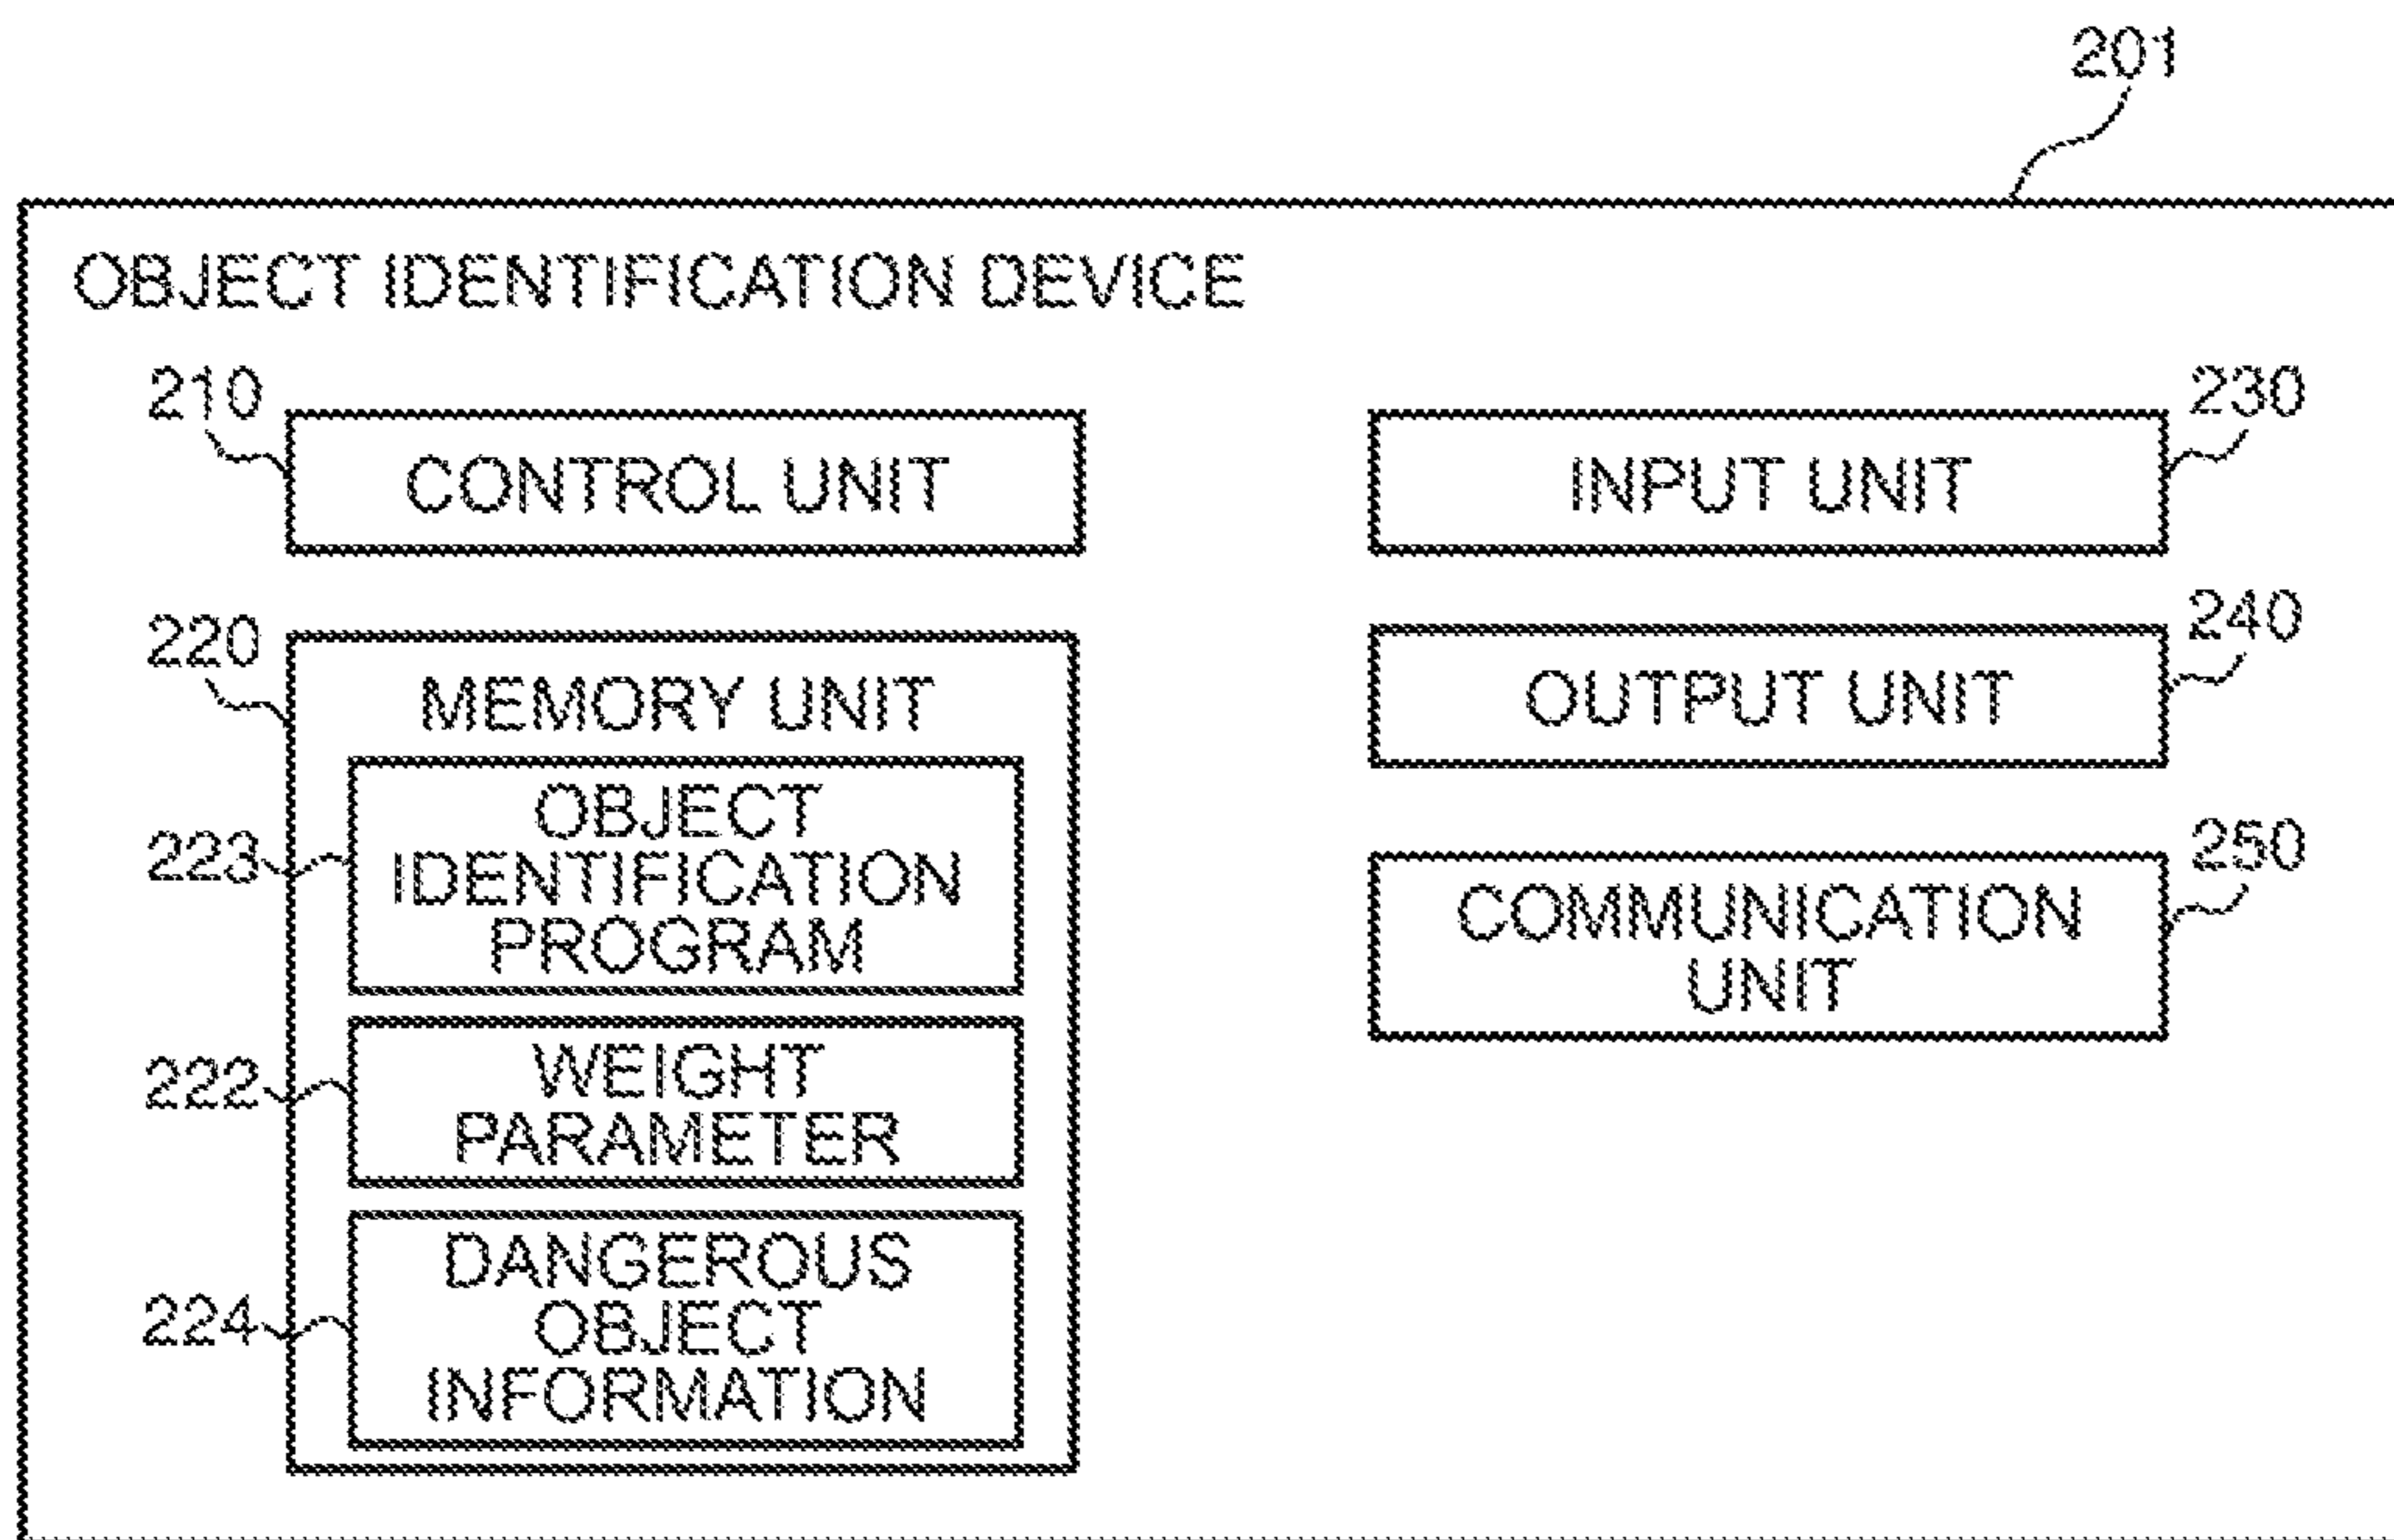 201
OBJECT IDENTIFICATION DEVICE
210
CONTROL UNIT
220
MEMORY UNIT
223
OBJECT
IDENTIFICATION
PROGRAM
222
WEIGHT
PARAMETER
224
DANGEROUS
OBJECT
INFORMATION
230
INPUT UNIT
240
OUTPUT UNIT
250
COMMUNICATION
UNIT